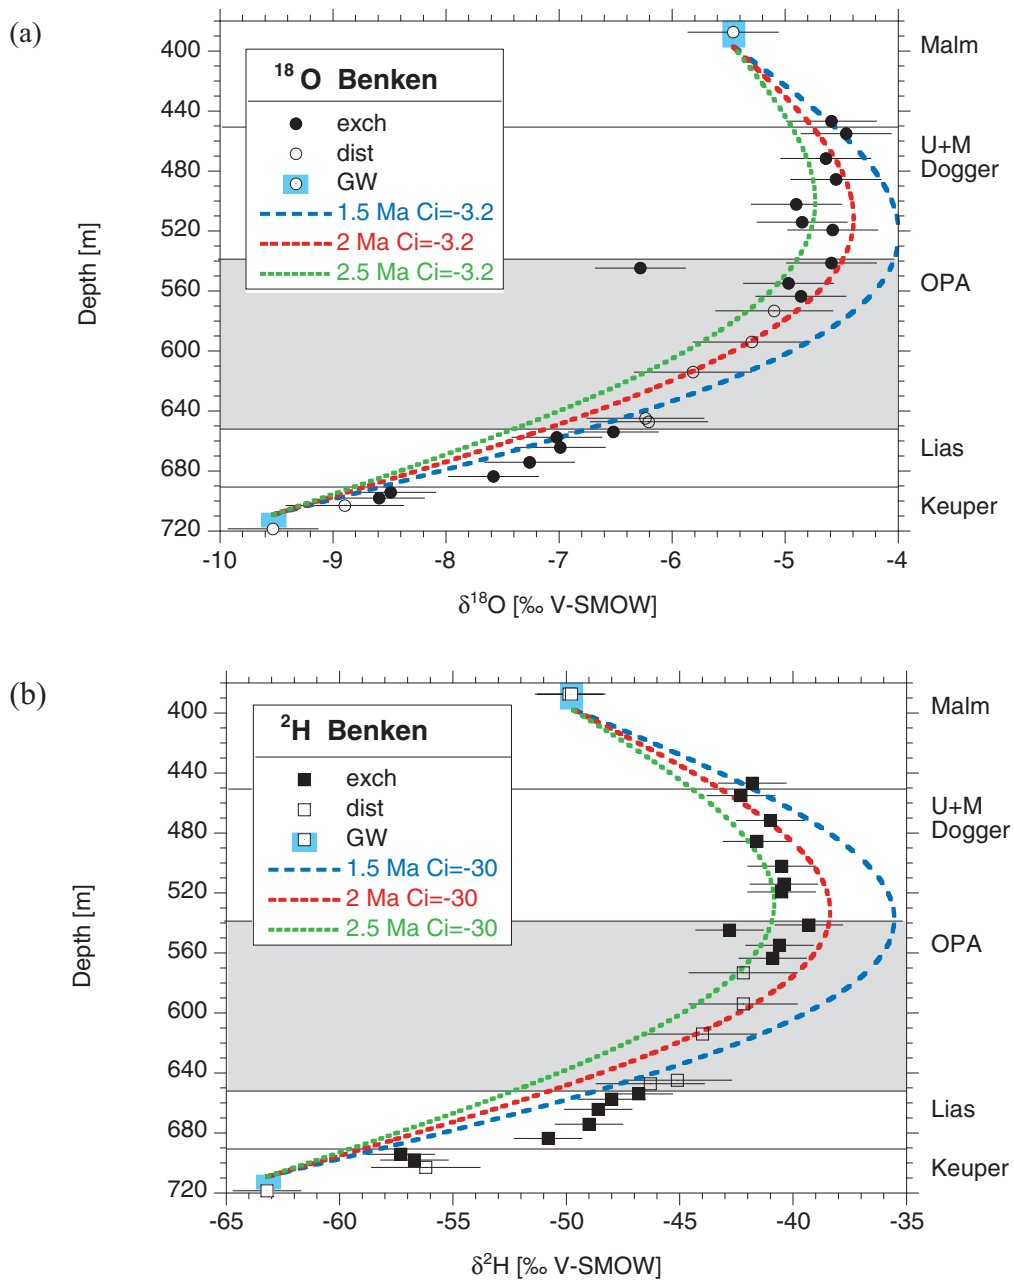 (a)
400
440
480
520
560
600
640
680
720
Depth [m]
18O Benken
exch
dist
GW
1.5 Ma Ci=-3.2
2 Ma Ci=-3.2
2.5 Ma Ci=-3.2
Malm
U+M
Dogger
OPA
Lias
Keuper
-10 -9 -8 -7 -6 -5 -4
δ18O [‰ V-SMOW]
(b)
400
440
480
520
560
600
640
680
720
Depth [m]
2H Benken
exch
dist
GW
1.5 Ma Ci=-30
2 Ma Ci=-30
2.5 Ma Ci=-30
Malm
U+M
Dogger
OPA
Lias
Keuper
-65 -60 -55 -50 -45 -40 -35
δ2H [‰ V-SMOW]